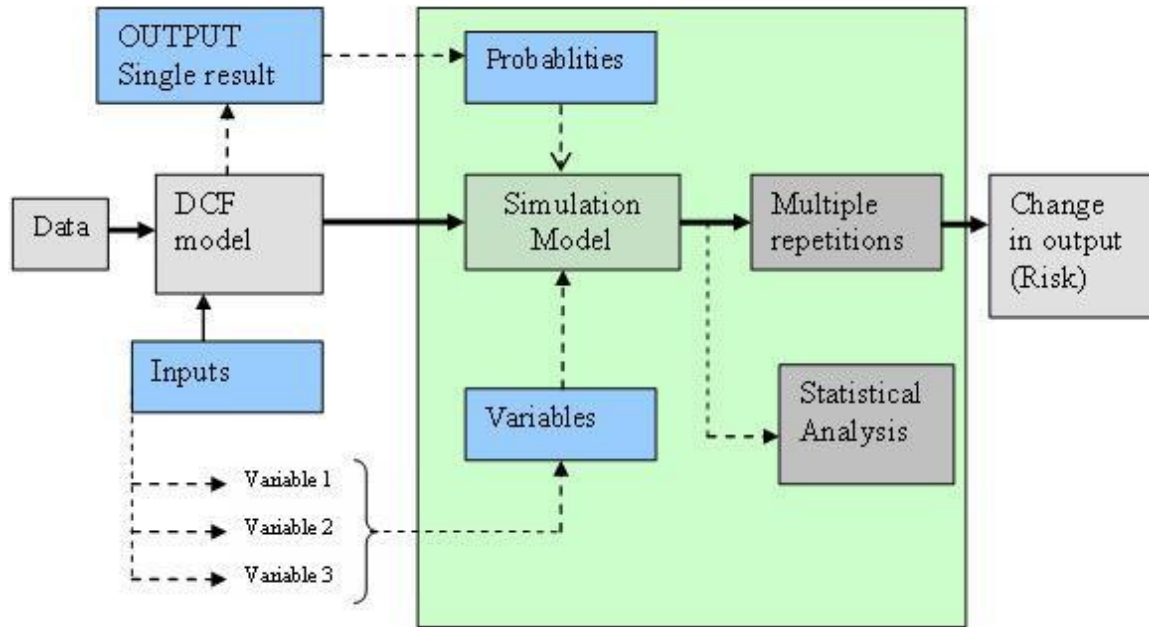 OUTPUT
Single result
Probablities
Data
DCF
model
Simulation
Model
Multiple
repetitions
Change
in output
(Risk)
Inputs
Variables
Statistical
Analysis
Variable 1
Variable 2
Variable 3